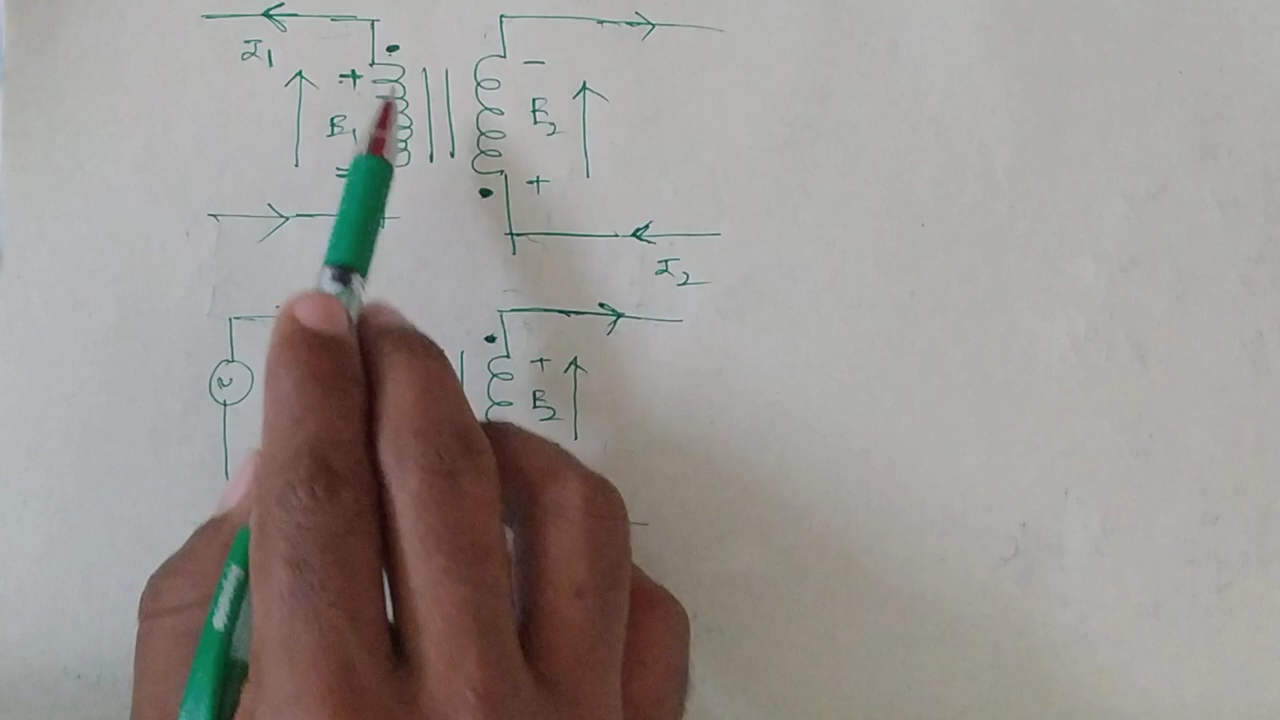 I1
+ -
E1 E2
- +
I2
+
E2